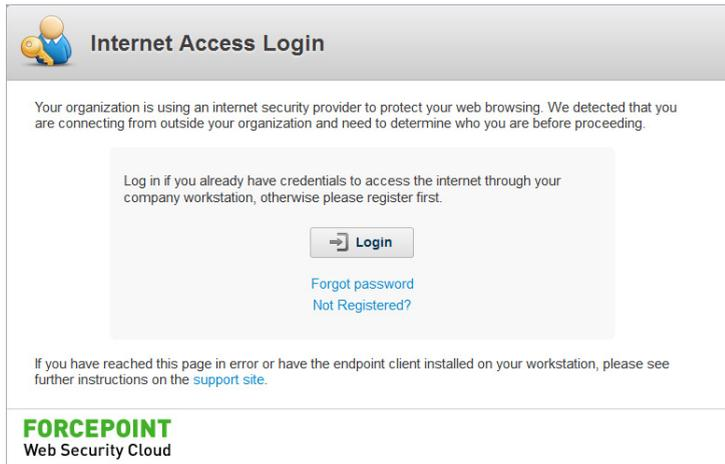 Internet Access Login
Your organization is using an internet security provider to protect your web browsing. We detected that you
are connecting from outside your organization and need to determine who you are before proceeding.
Log in if you already have credentials to access the internet through your
company workstation, otherwise please register first.
Login
Forgot password
Not Registered?
If you have reached this page in error or have the endpoint client installed on your workstation, please see
further instructions on the support site.
FORCEPOINT
Web Security Cloud